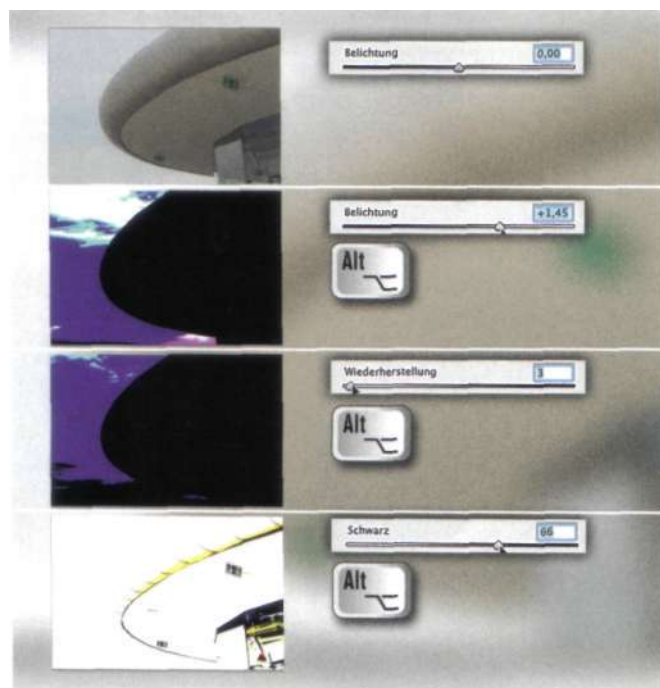 Belichtung 0,00
Belichtung +1,45
Alt
Wiederherstellung 3
Alt
Schwarz 66
Alt